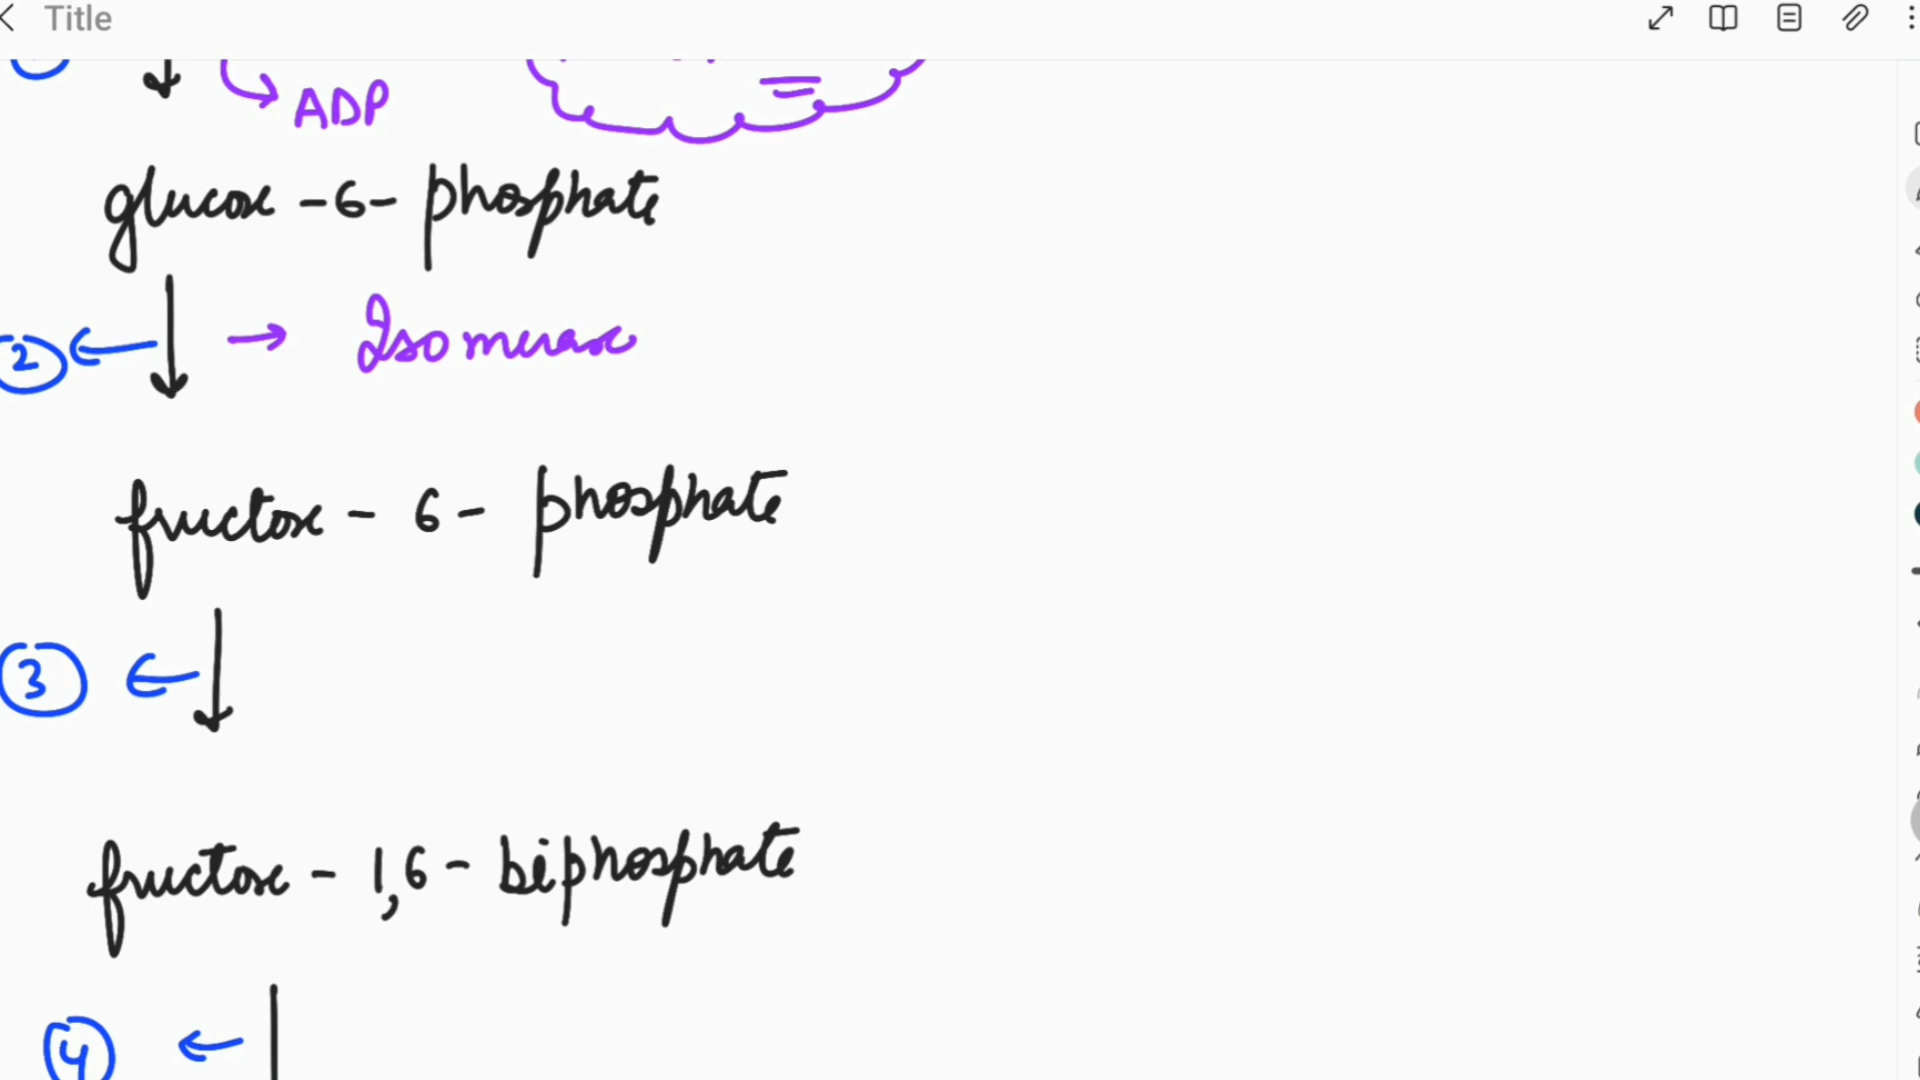 Title
ADP
glucose - 6 - phosphate
2 → Isomerase
fructose - 6 - phosphate
3
fructose - 1,6 - biphosphate
4